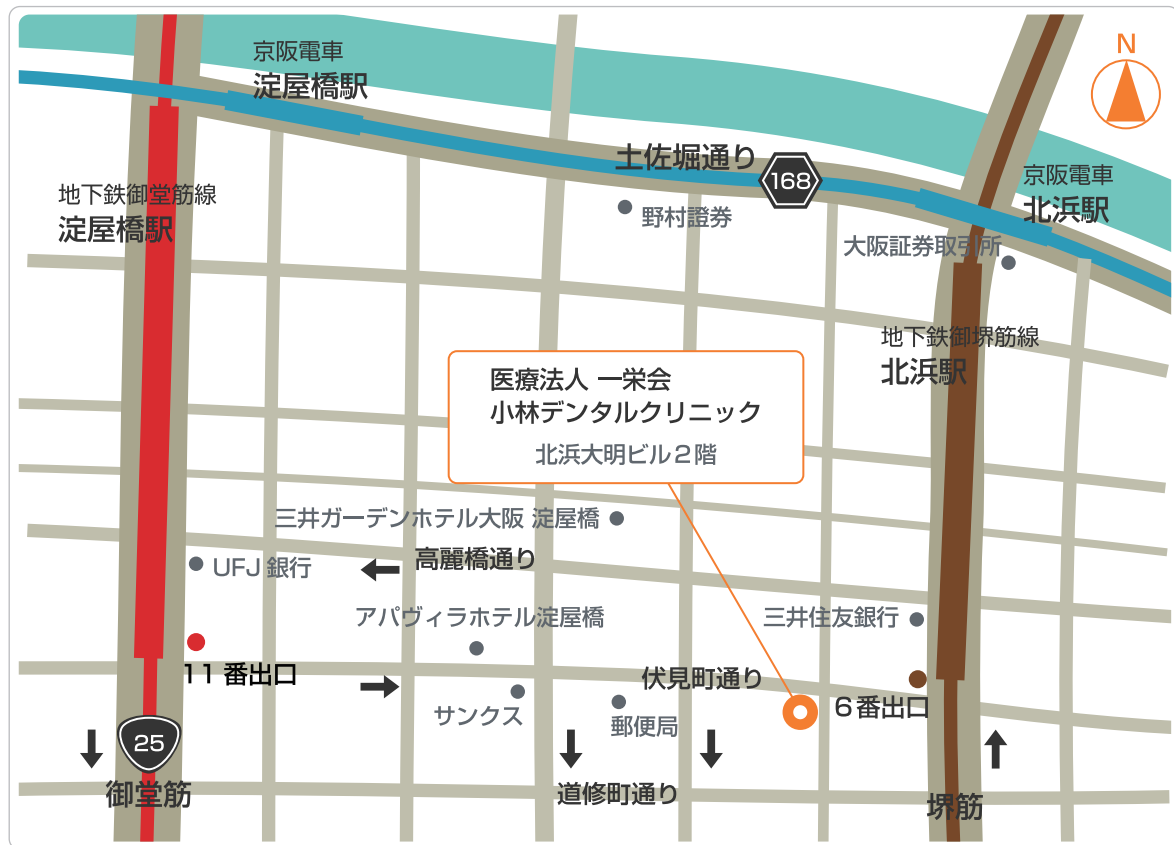 N
京阪電車
淀屋橋駅
土佐堀通り
168
京阪電車
北浜駅
地下鉄御堂筋線
淀屋橋駅
野村證券
大阪証券取引所
地下鉄御堺筋線
北浜駅
医療法人 一栄会
小林デンタルクリニック
北浜大明ビル２階
三井ガーデンホテル大阪 淀屋橋
高麗橋通り
UFJ 銀行
アパヴィラホテル淀屋橋
三井住友銀行
11 番出口
伏見町通り
サンクス
郵便局
６番出口
25
御堂筋
道修町通り
堺筋